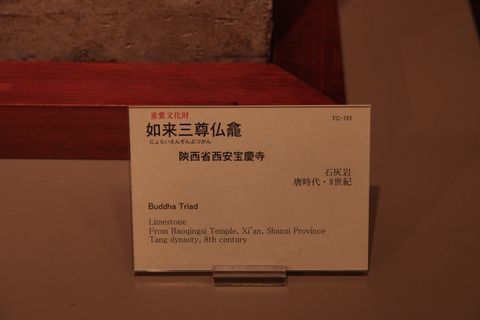 重要文化財
TC-721
如来三尊仏龕
にょらいさんぞんぶつがん
陝西省西安宝慶寺
石灰岩
唐時代・8世紀
Buddha Triad
Limestone
From Baoqingsi Temple, Xi'an, Shanxi Province
Tang dynasty, 8th century